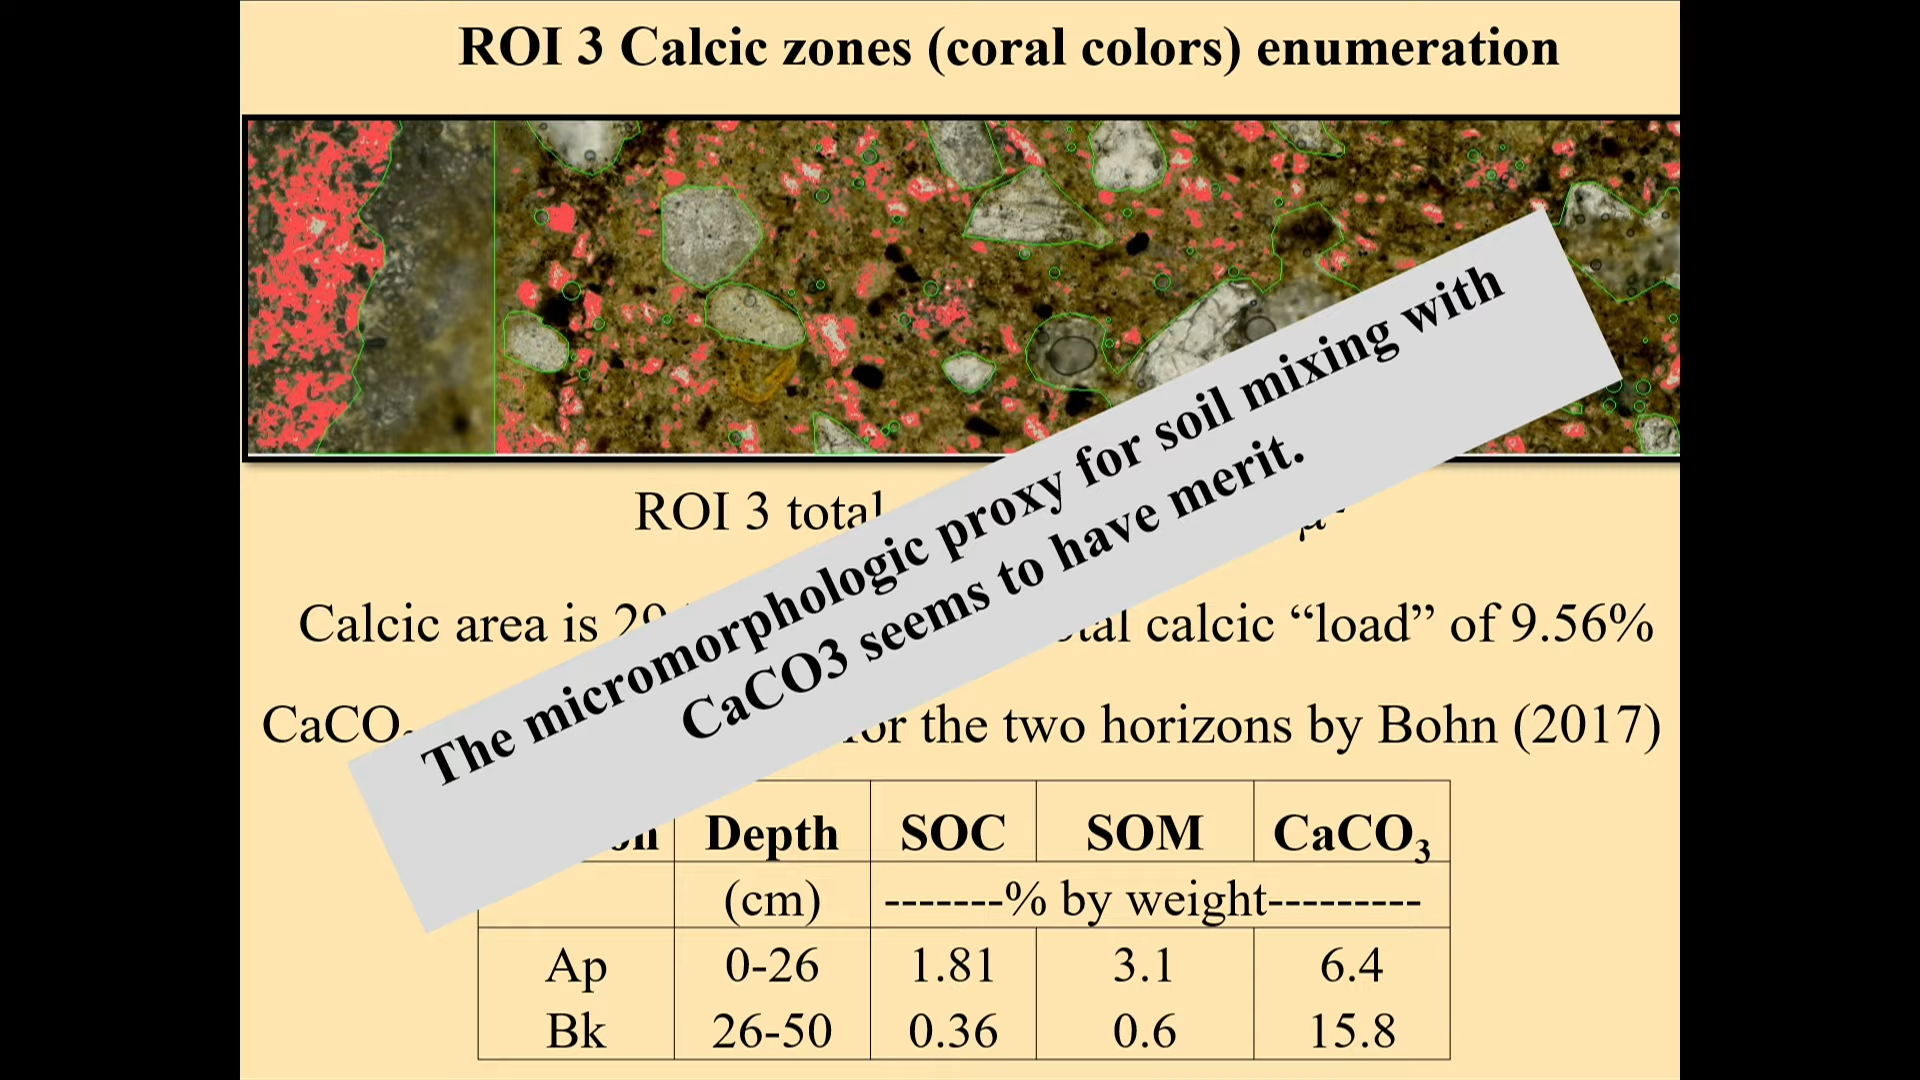 ROI 3 Calcic zones (coral colors) enumeration
ROI 3 total
Calcic area is calcic “load” of 9.56%
The micromorphologic proxy for soil mixing with
CaCO3 seems to have merit.
for the two horizons by Bohn (2017)
Depth SOC SOM CaCO₃
(cm) -------% by weight---------
Ap 0-26 1.81 3.1 6.4
Bk 26-50 0.36 0.6 15.8